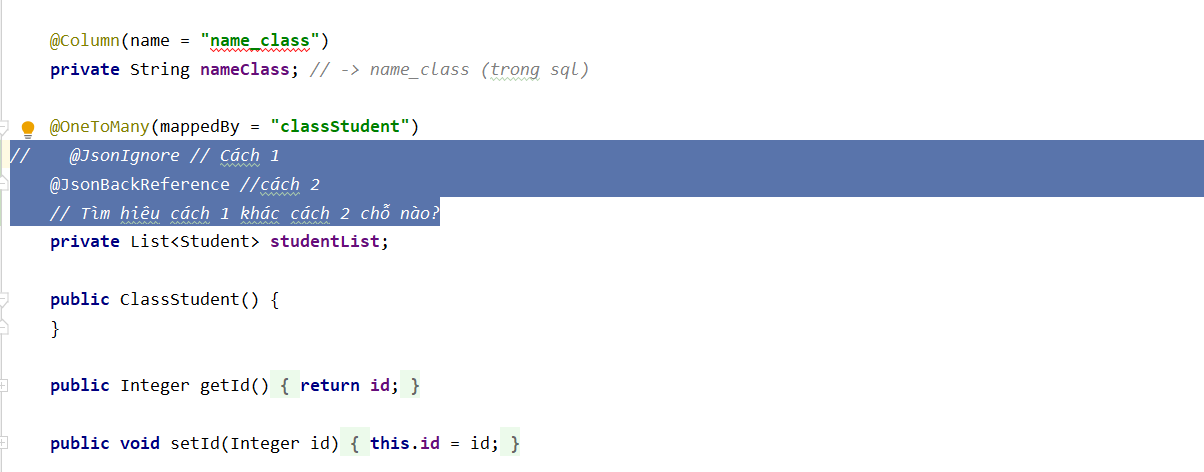 @Column(name = "name_class")
private String nameClass; // -> name_class (trong sql)
@OneToMany(mappedBy = "classStudent")
//    @JsonIgnore // Cách 1
@JsonBackReference //cách 2
// Tìm hiêu cách 1 khác cách 2 chỗ nào?
private List<Student> studentList;
public ClassStudent() {
}
public Integer getId() { return id; }
public void setId(Integer id) { this.id = id; }